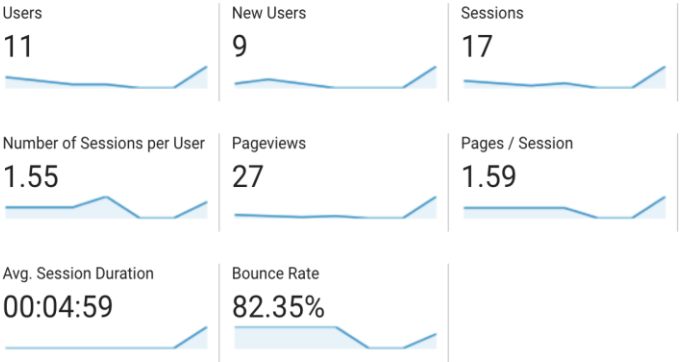 Users
11
New Users
9
Sessions
17
Number of Sessions per User
1.55
Pageviews
27
Pages / Session
1.59
Avg. Session Duration
00:04:59
Bounce Rate
82.35%